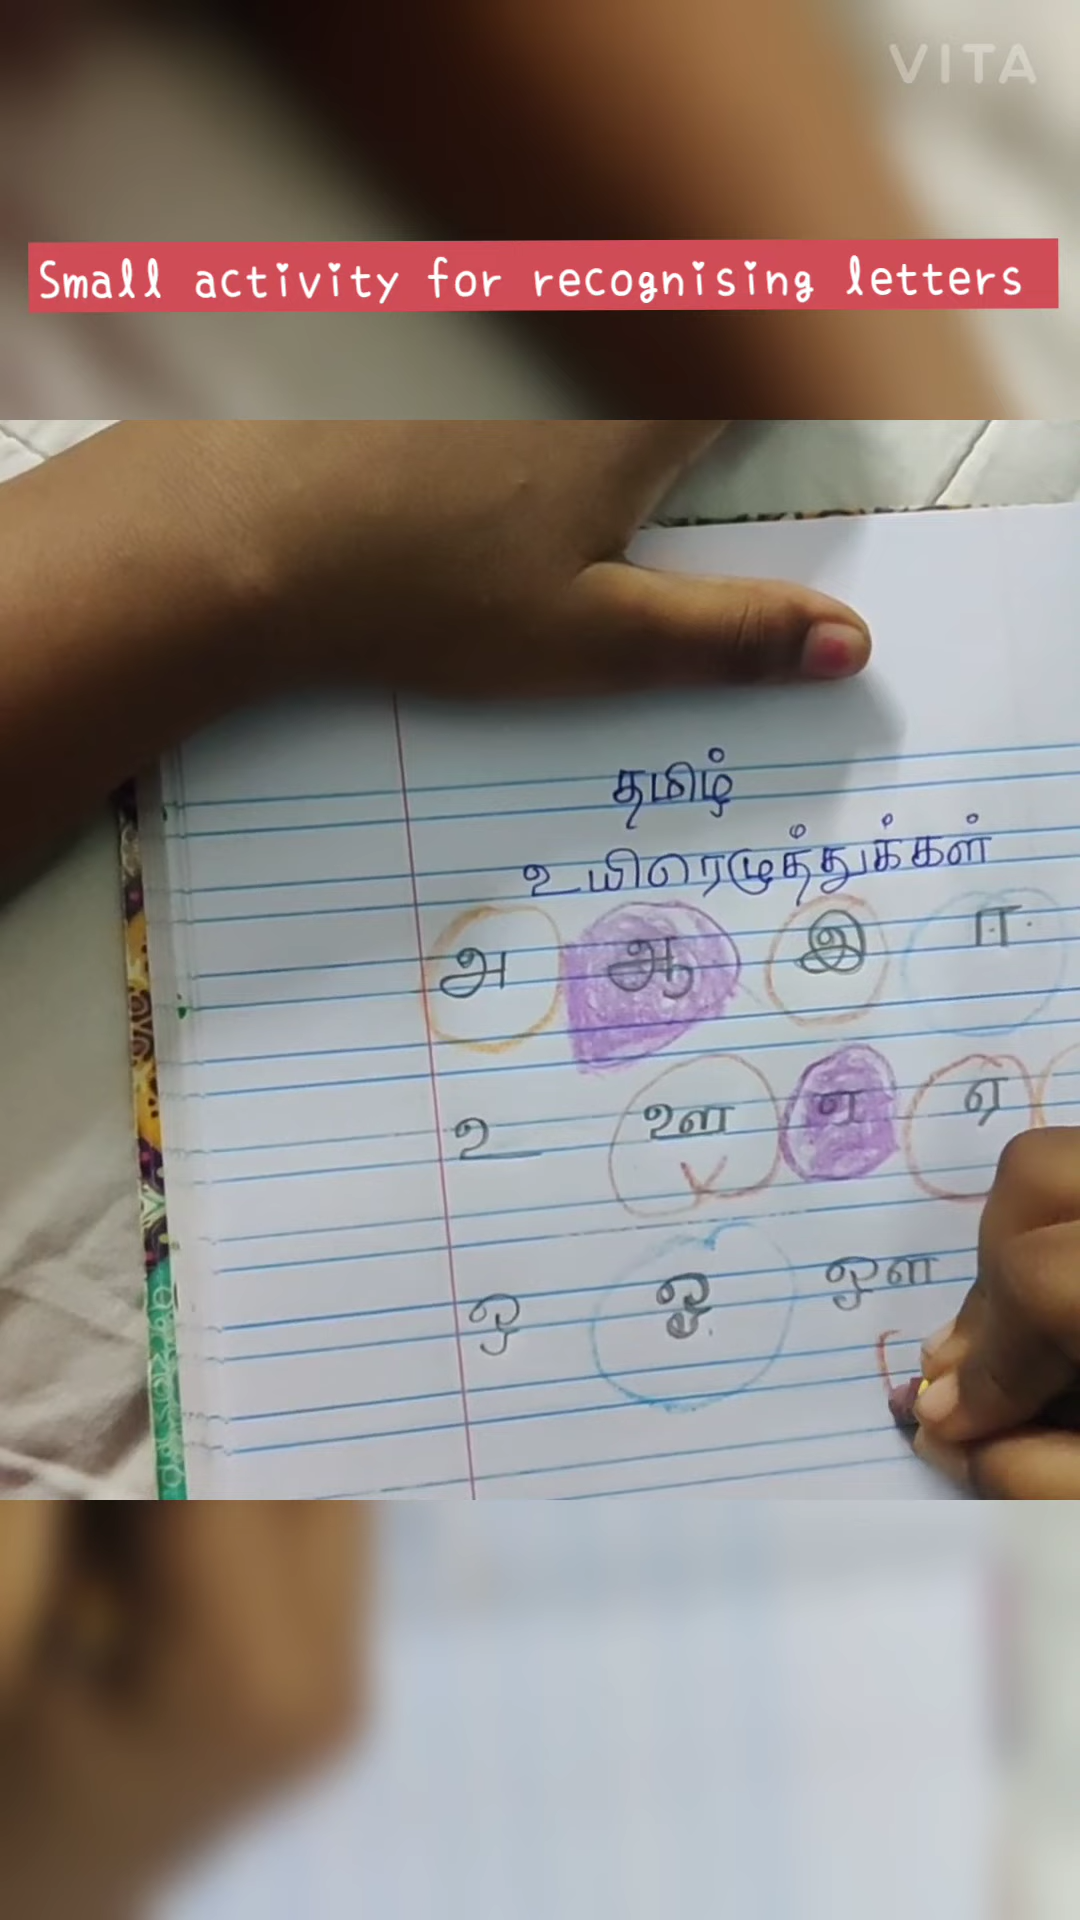 VITA
Small activity for recognising letters
தமிழ்
உயிரெழுத்துக்கள்
அ ஆ இ ஈ
உ ஊ எ ஏ
ஒ ஓ ஔ